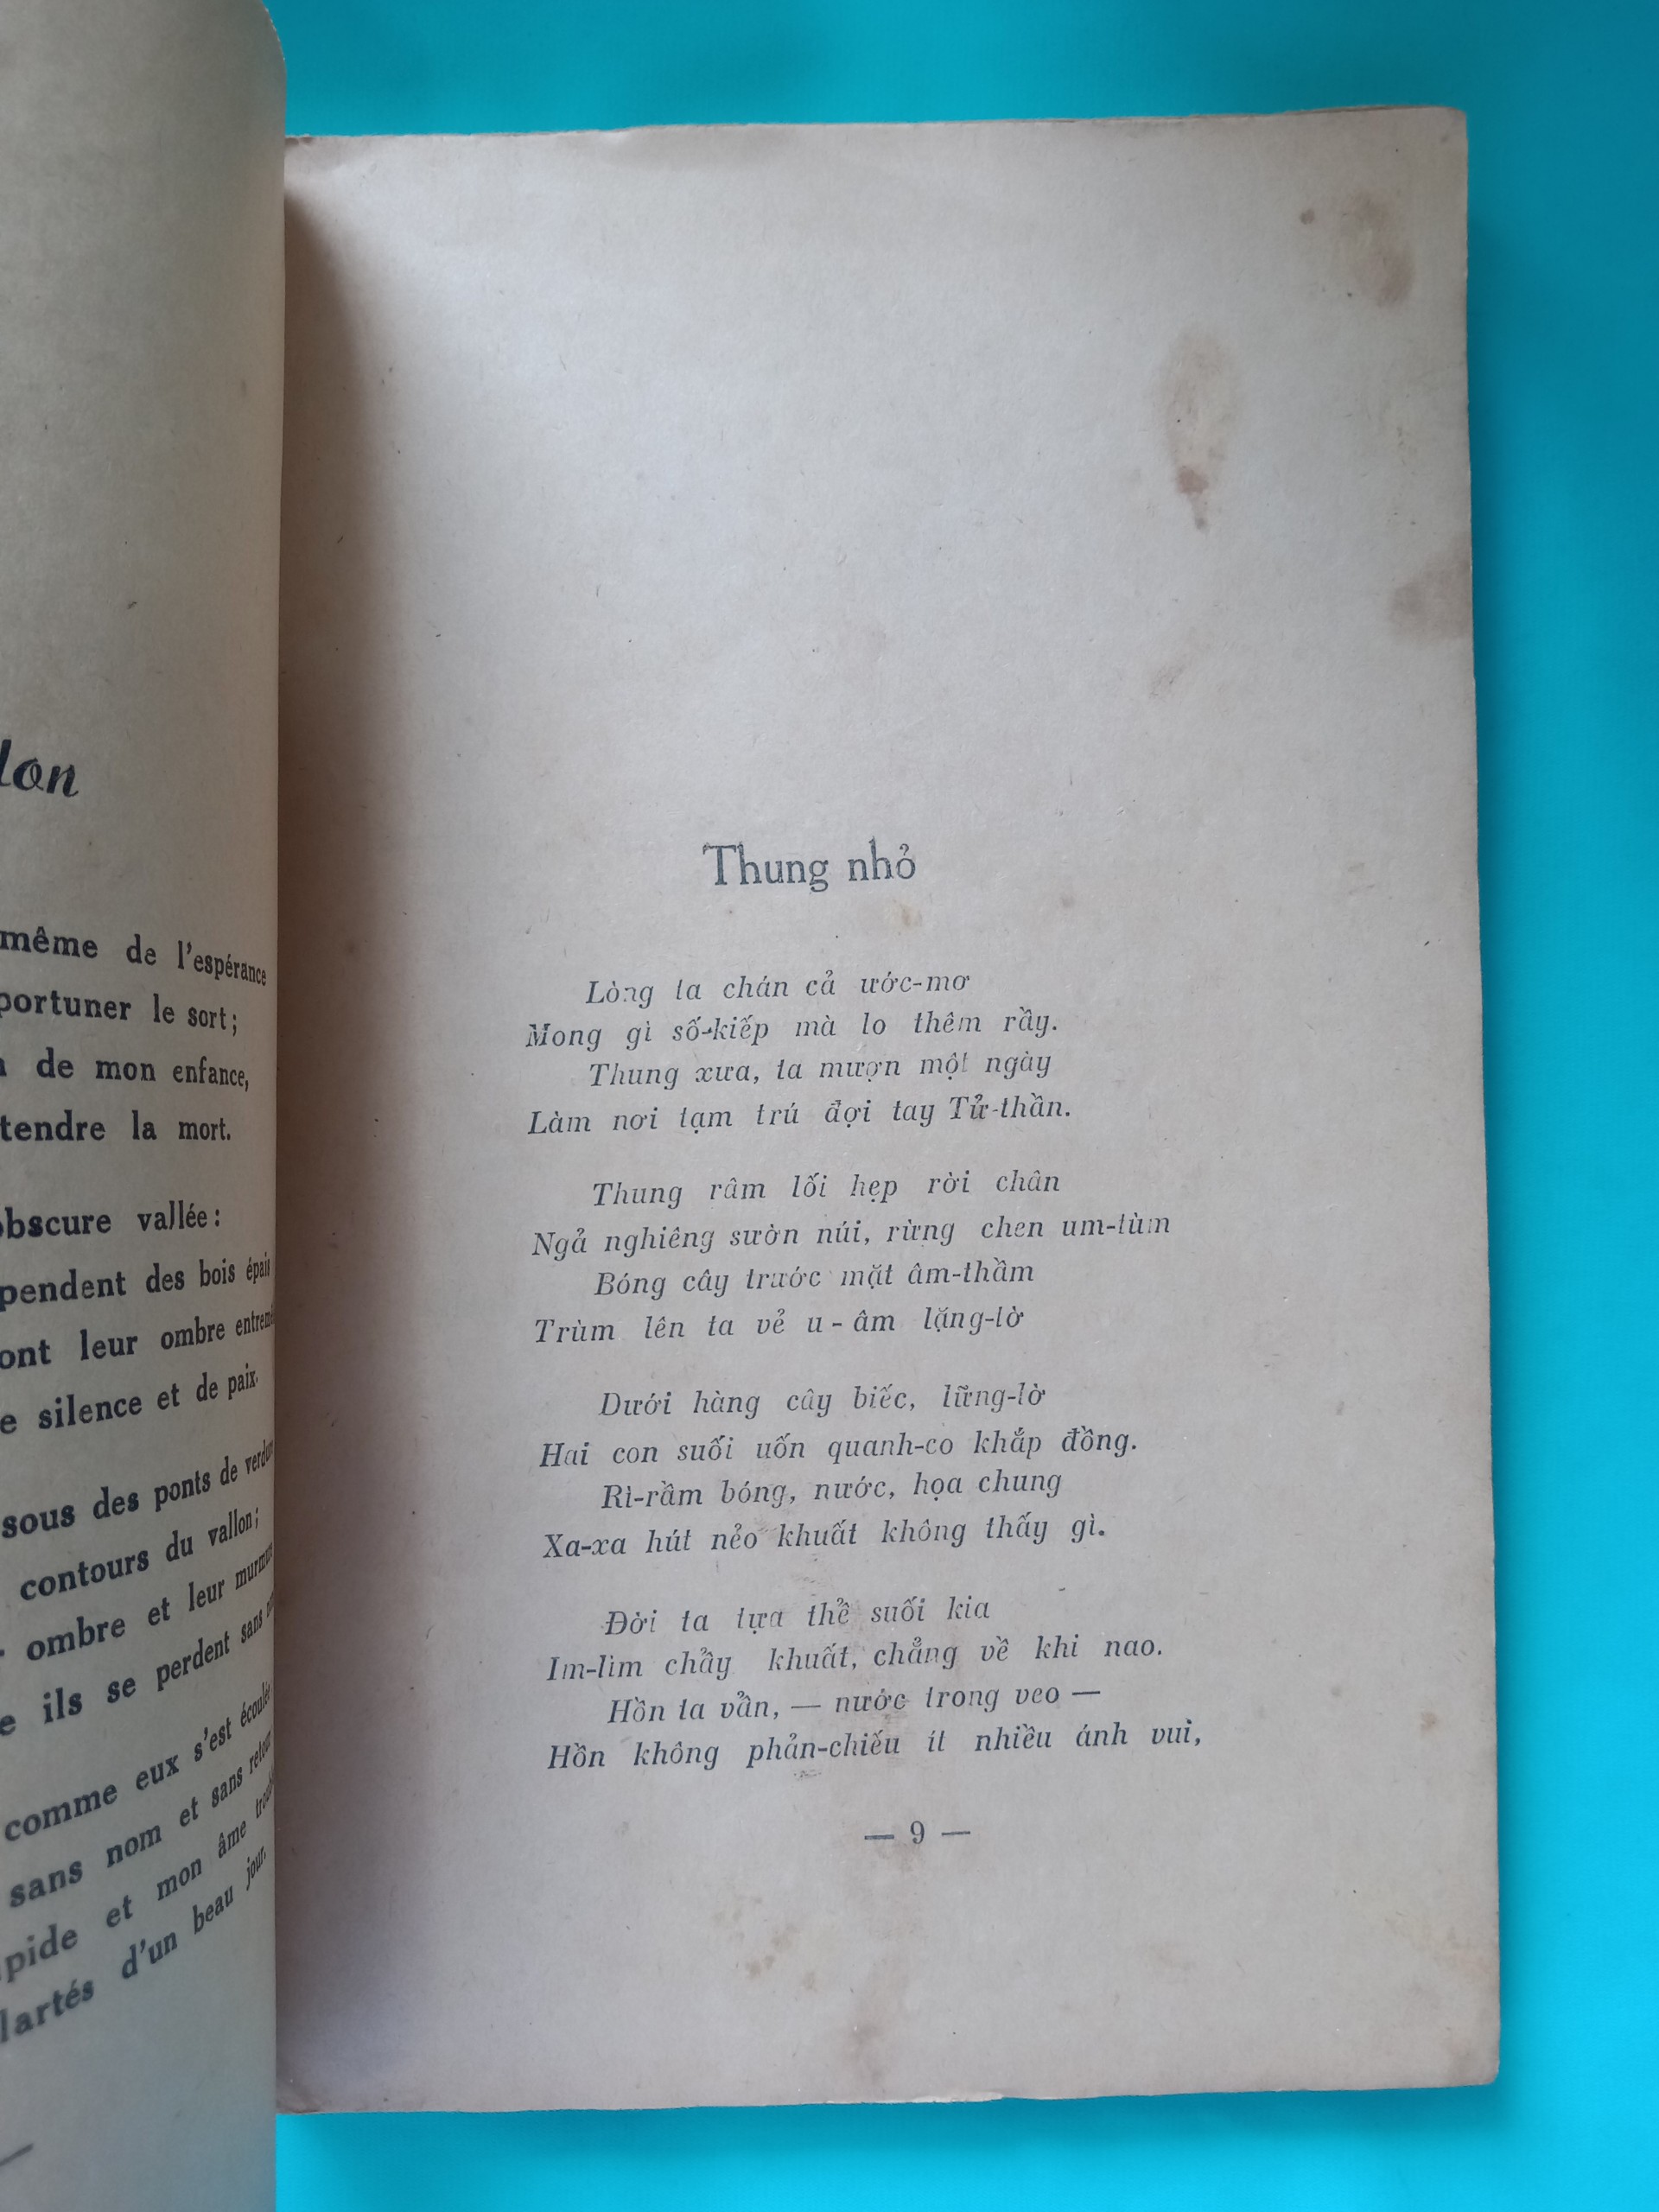 lon
même de l'espérance
portuner le sort;
de mon enfance,
tendre la mort.
obscure vallée:
pendent des bois épais
ont leur ombre
e silence et de paix.
sous des ponts de
contours du vallon;
ombre et leur
e ils se perdent sans
comme eux s'est
sans nom et sans retour
pide et mon âme
lartés d'un beau jour.
Thung nhỏ
Lòng ta chán cả ước-mơ
Mong gì số-kiếp mà lo thêm rầy.
Thung xưa, ta mượn một ngày
Làm nơi tạm trú đợi tay Tử-thần.
Thung râm lối hẹp rời chân
Ngả nghiêng sườn núi, rừng chen um-tùm
Bóng cây trước mặt âm-thầm
Trùm lên ta vẻ u - âm lặng-lờ
Dưới hàng cây biếc, lững-lờ
Hai con suối uốn quanh-co khắp đồng.
Rì-rầm bóng, nước, họa chung
Xa-xa hút nẻo khuất không thấy gì.
Đời ta tựa thể suối kia
Im-lìm chẩy khuất, chẳng về khi nao.
Hồn ta vẩn, — nước trong veo —
Hồn không phản-chiếu ít nhiều ánh vui,
— 9 —